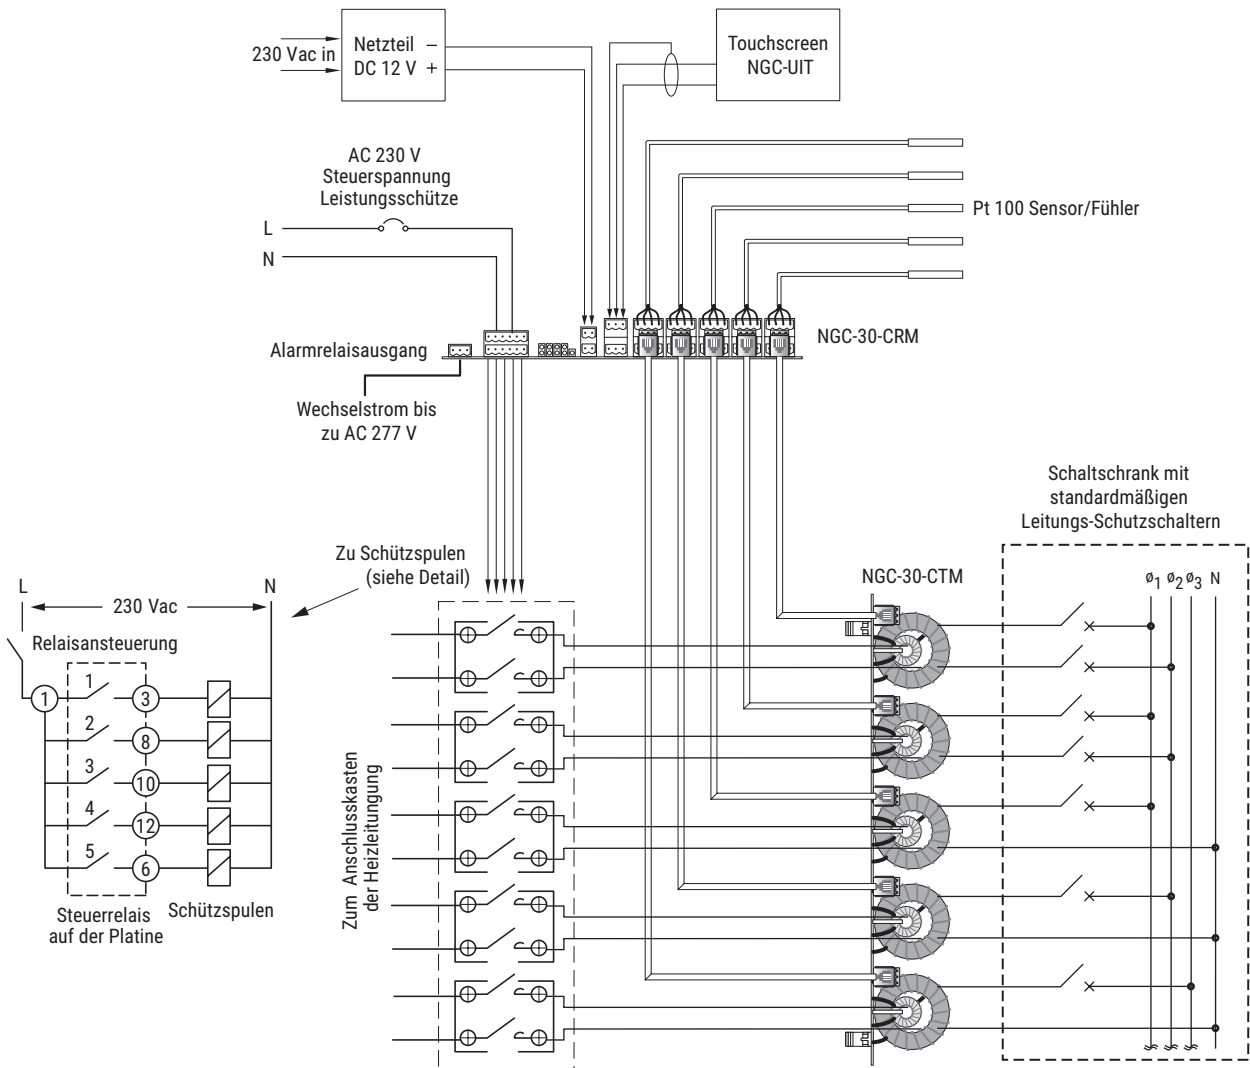 230 Vac in
Netzteil –
DC 12 V +
Touchscreen
NGC-UIT
AC 230 V
Steuerspannung
Leistungsschütze
L
N
Pt 100 Sensor/Fühler
NGC-30-CRM
Alarmrelaisausgang
Wechselstrom bis
zu AC 277 V
Schaltschrank mit
standardmäßigen
Leitungs-Schutzschaltern
Zu Schützspulen
(siehe Detail)
NGC-30-CTM
ø1 ø2 ø3 N
L
N
230 Vac
Relaisansteuerung
1
1
3
2
8
3
10
4
12
5
6
Steuerrelais
auf der Platine
Schützspulen
Zum Anschlusskasten
der Heizleitungung